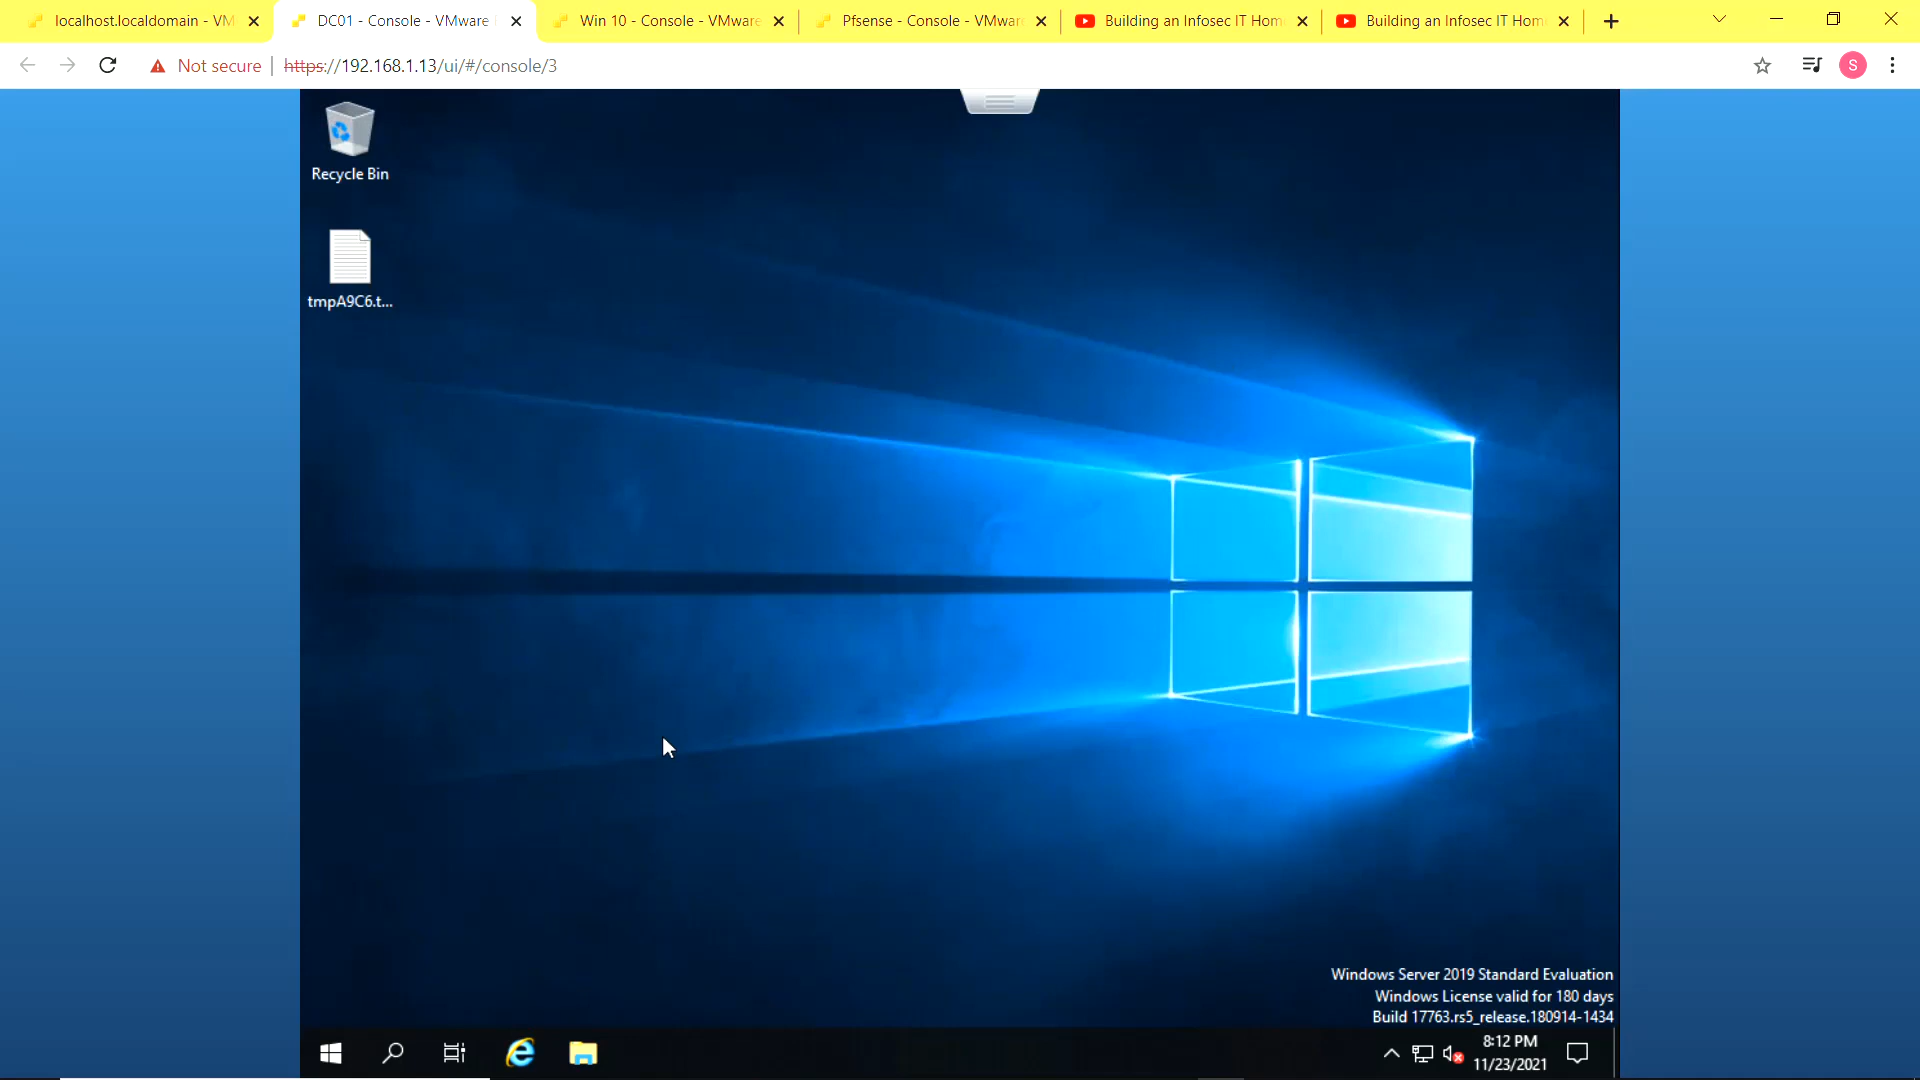 localhost.localdomain - VM
DC01 - Console - VMware
Win 10 - Console - VMware
Pfsense - Console - VMwar
Building an Infosec IT Hom
Building an Infosec IT Hom
Not secure
https://192.168.1.13/ui/#/console/3
S
Recycle Bin
tmpA9C6.t...
Windows Server 2019 Standard Evaluation
Windows License valid for 180 days
Build 17763.rs5_release.180914-1434
8:12 PM
11/23/2021